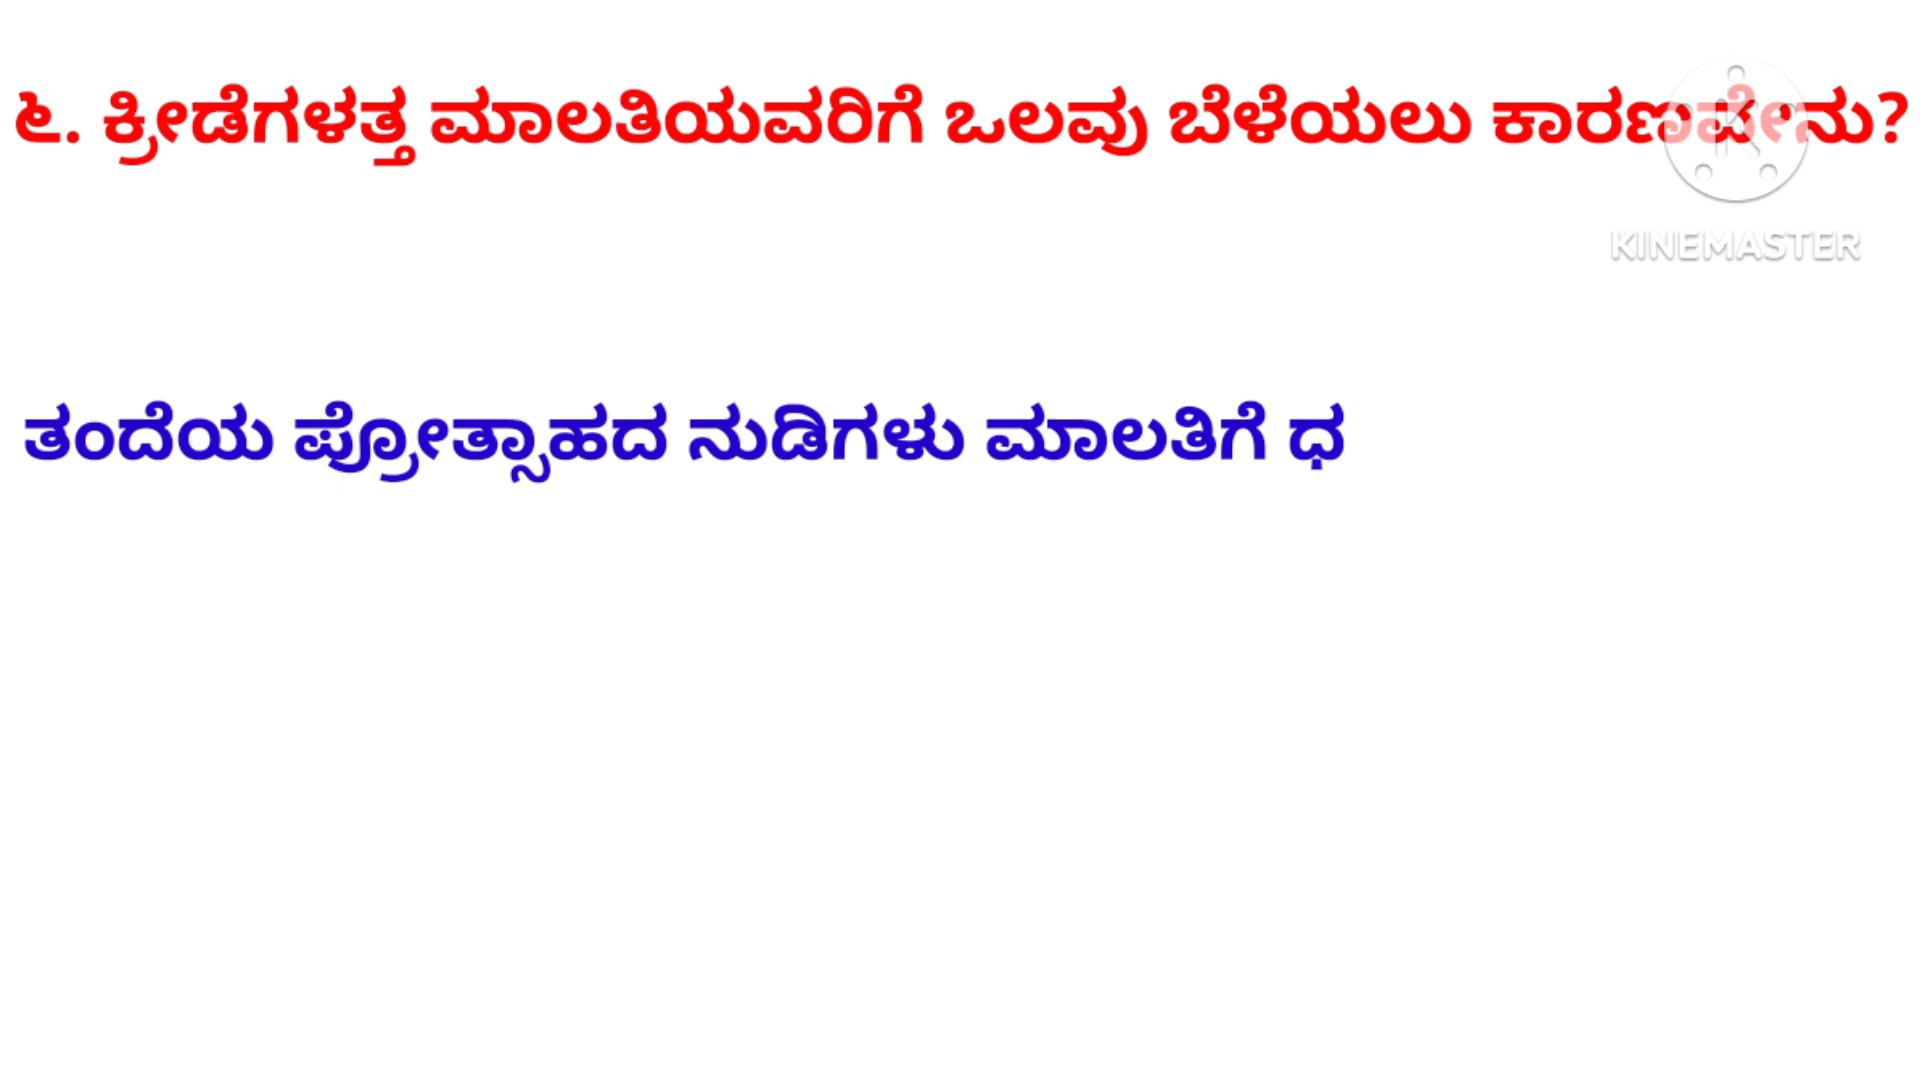 ೬. ಕ್ರೀಡೆಗಳತ್ತ ಮಾಲತಿಯವರಿಗೆ ಒಲವು ಬೆಳೆಯಲು ಕಾರಣವೇನು?
KINEMASTER
ತಂದೆಯ ಪ್ರೋತ್ಸಾಹದ ನುಡಿಗಳು ಮಾಲತಿಗೆ ಧ